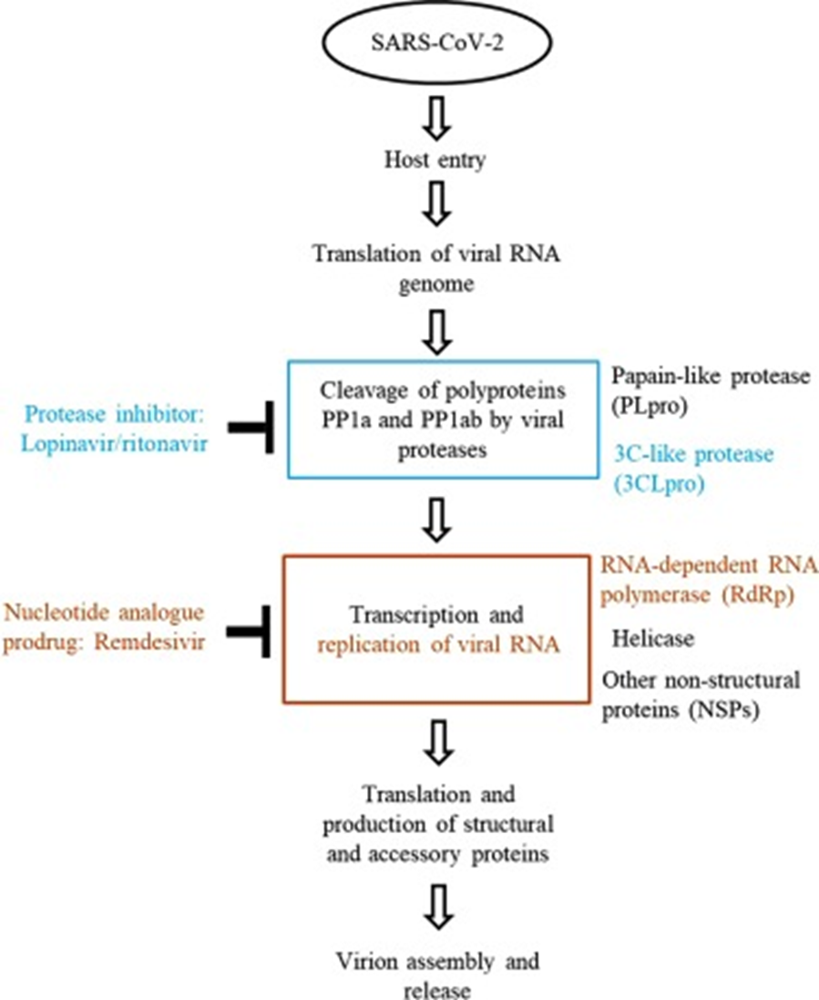 SARS-CoV-2
Host entry
Translation of viral RNA
genome
Protease inhibitor:
Lopinavir/ritonavir
Cleavage of polyproteins
PP1a and PP1ab by viral
proteases
Papain-like protease
(PLpro)
3C-like protease
(3CLpro)
Nucleotide analogue
prodrug: Remdesivir
Transcription and
replication of viral RNA
RNA-dependent RNA
polymerase (RdRp)
Helicase
Other non-structural
proteins (NSPs)
Translation and
production of structural
and accessory proteins
Virion assembly and
release